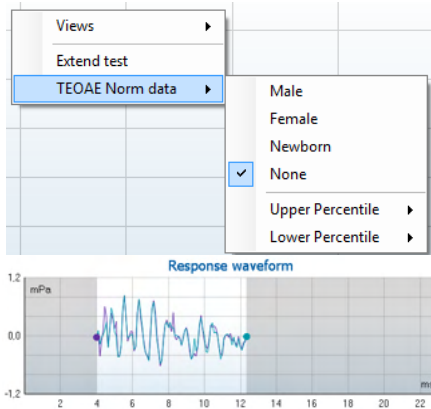 Views
Extend test
TEOAE Norm data
Male
Female
Newborn
None
Upper Percentile
Lower Percentile
Response waveform
1,2
mPa
0,0
-1,2
2 4 6 8 10 12 14 16 18 20 22